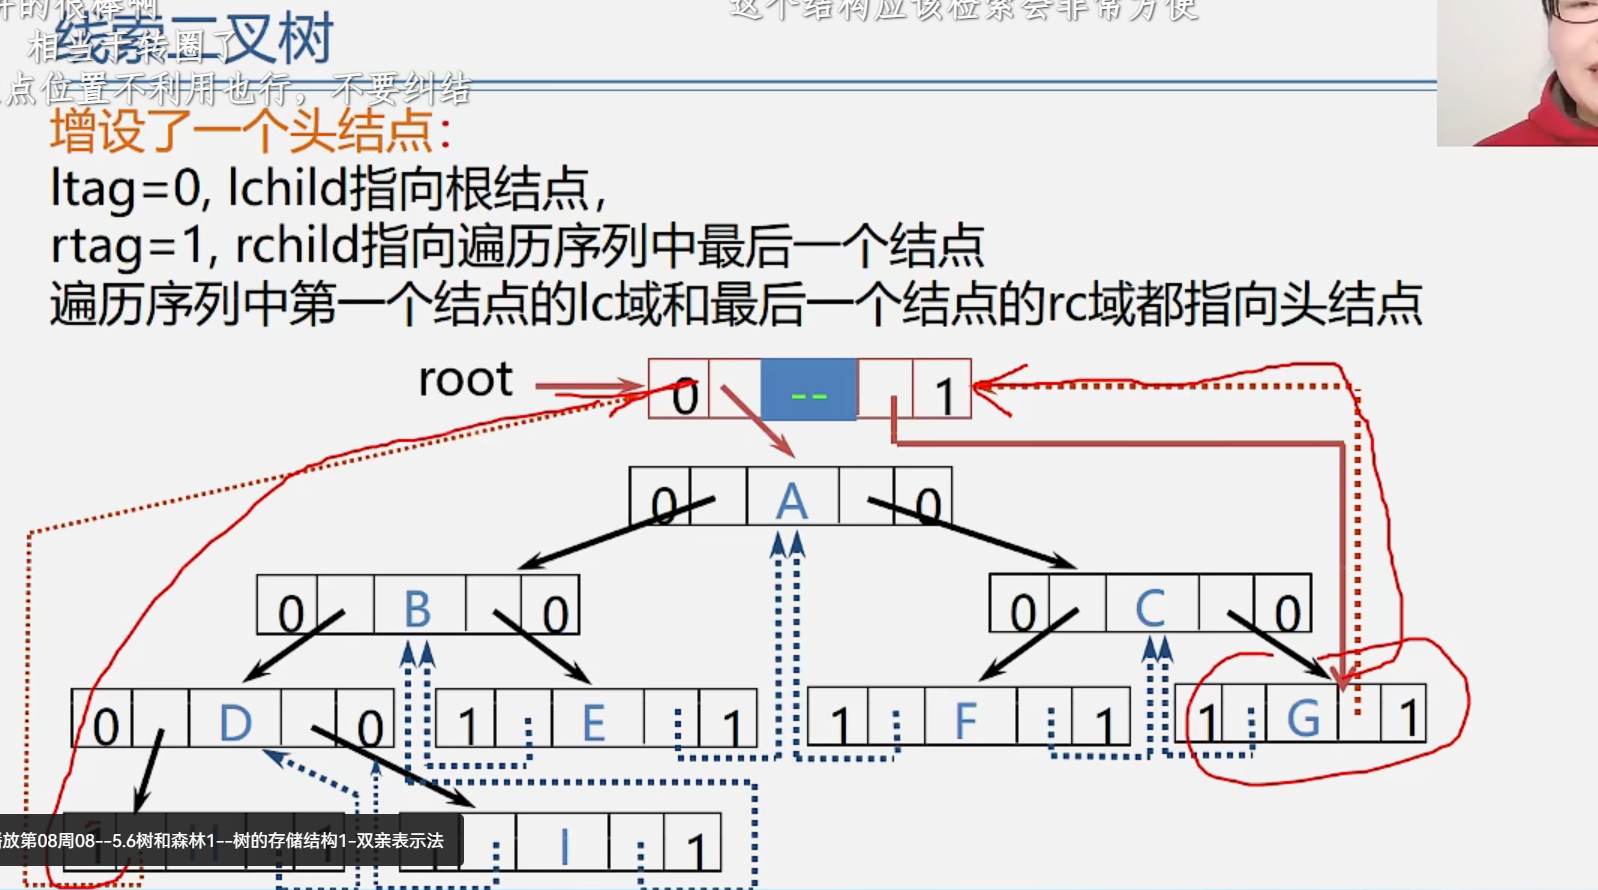 讲的很棒啊
这个结构应该检索会非常方便
线索二叉树
相当于转圈了
点位置不利用也行，不要纠结
增设了一个头结点：
ltag=0, lchild指向根结点，
rtag=1, rchild指向遍历序列中最后一个结点
遍历序列中第一个结点的lc域和最后一个结点的rc域都指向头结点
root 0 -- 1
0 A 0
0 B 0 0 C 0
0 D 0 1 E 1 1 F 1 1 G 1
1 H 1 I 1
播放第08周08--5.6树和森林1--树的存储结构1-双亲表示法